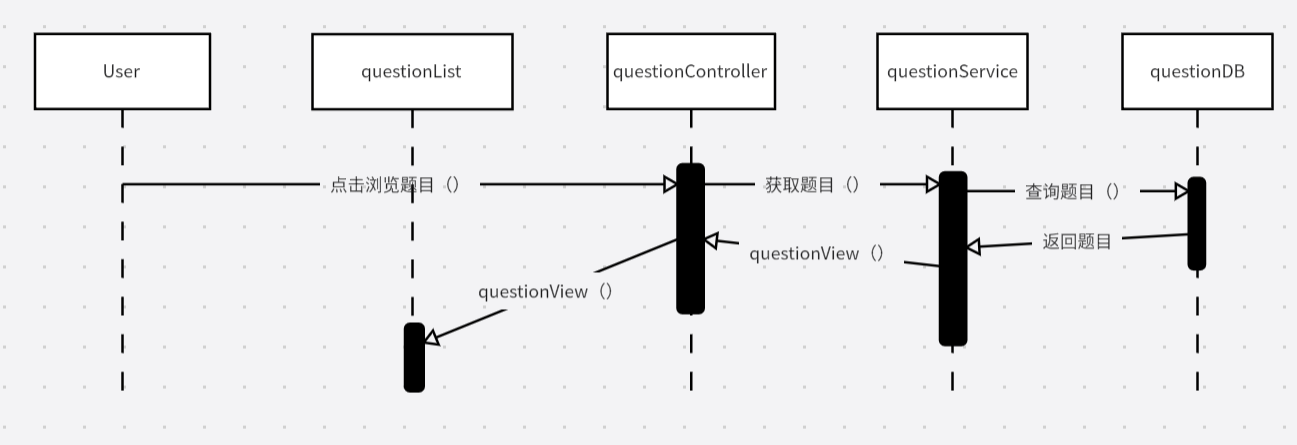 User
questionList
questionController
questionService
questionDB
点击浏览题目（）
获取题目（）
查询题目（）
返回题目
questionView（）
questionView（）